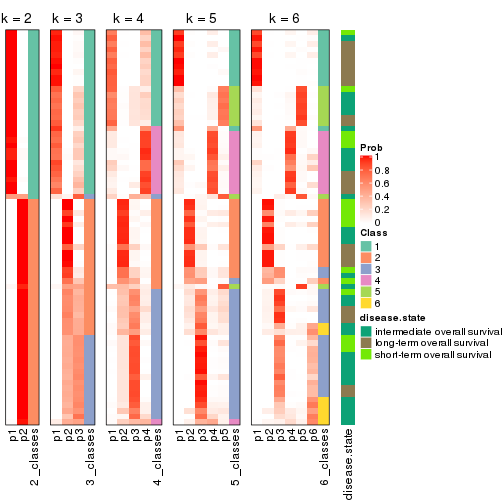 k = 2 k = 3 k = 4 k = 5 k = 6
Prob
1
0.8
0.6
0.4
0.2
0
Class
1
2
3
4
5
6
disease.state
intermediate overall survival
long-term overall survival
short-term overall survival
p1 p2 2_classes p1 p2 p3 3_classes p1 p2 p3 p4 4_classes p1 p2 p3 p4 p5 5_classes p1 p2 p3 p4 p5 p6 6_classes disease.state